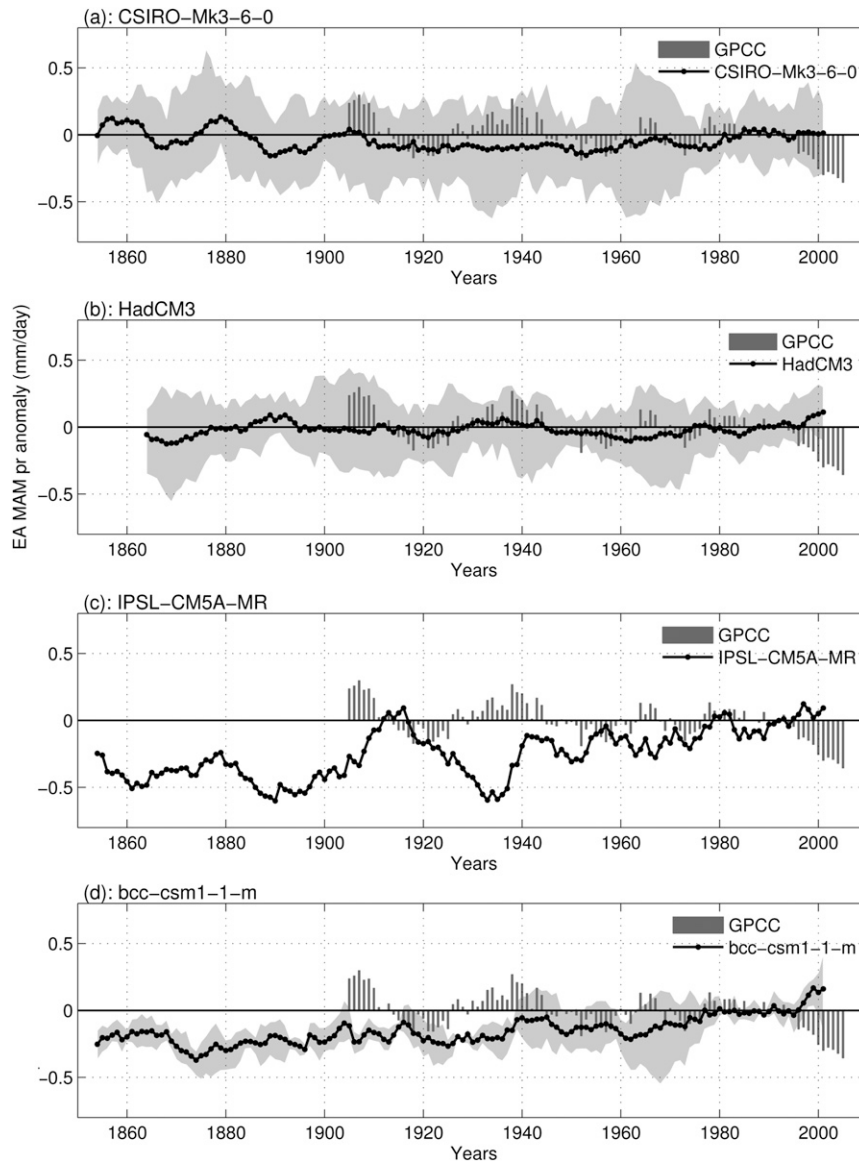 (a): CSIRO−Mk3−6−0
GPCC
CSIRO−Mk3−6−0
0.5
0
−0.5
1860 1880 1900 1920 1940 1960 1980 2000
Years
EA MAM pr anomaly (mm/day)
(b): HadCM3
GPCC
HadCM3
0.5
0
−0.5
1860 1880 1900 1920 1940 1960 1980 2000
Years
(c): IPSL−CM5A−MR
GPCC
IPSL−CM5A−MR
0.5
0
−0.5
1860 1880 1900 1920 1940 1960 1980 2000
Years
(d): bcc−csm1−1−m
GPCC
bcc−csm1−1−m
0.5
0
−0.5
1860 1880 1900 1920 1940 1960 1980 2000
Years